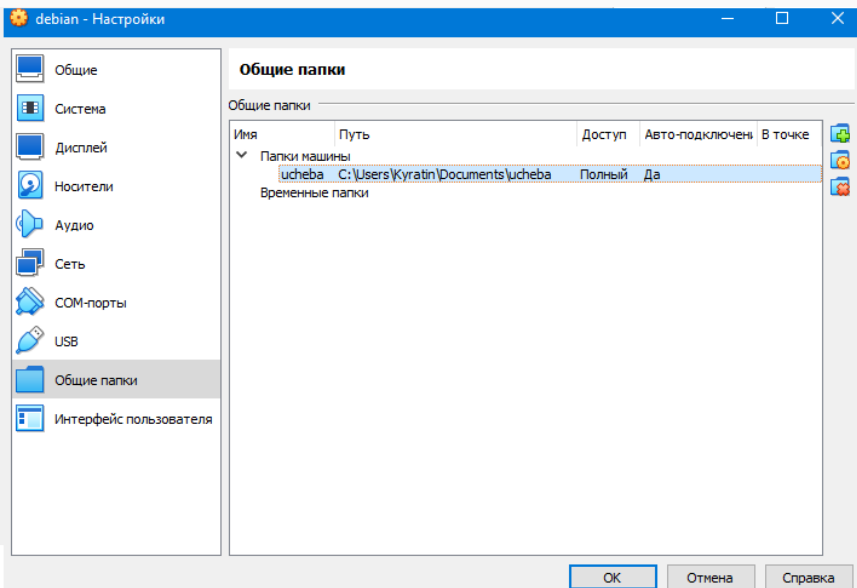 debian - Настройки
Общие
Система
Дисплей
Носители
Аудио
Сеть
COM-порты
USB
Общие папки
Интерфейс пользователя
Общие папки
Общие папки
Имя Путь Доступ Авто-подключени В точке
Папки машины
ucheba C:\Users\Kyratin\Documents\ucheba Полный Да
Временные папки
OK Отмена Справка